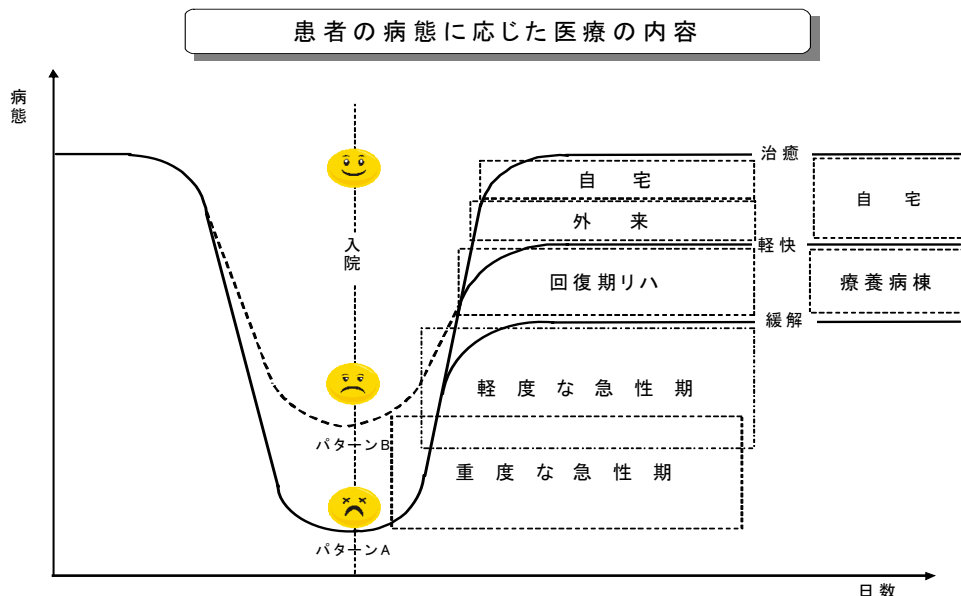 患者の病態に応じた医療の内容
病態
入院
治癒
自宅
自宅
外来
軽快
回復期リハ
療養病棟
緩解
軽度な急性期
パターンB
重度な急性期
パターンA
日数